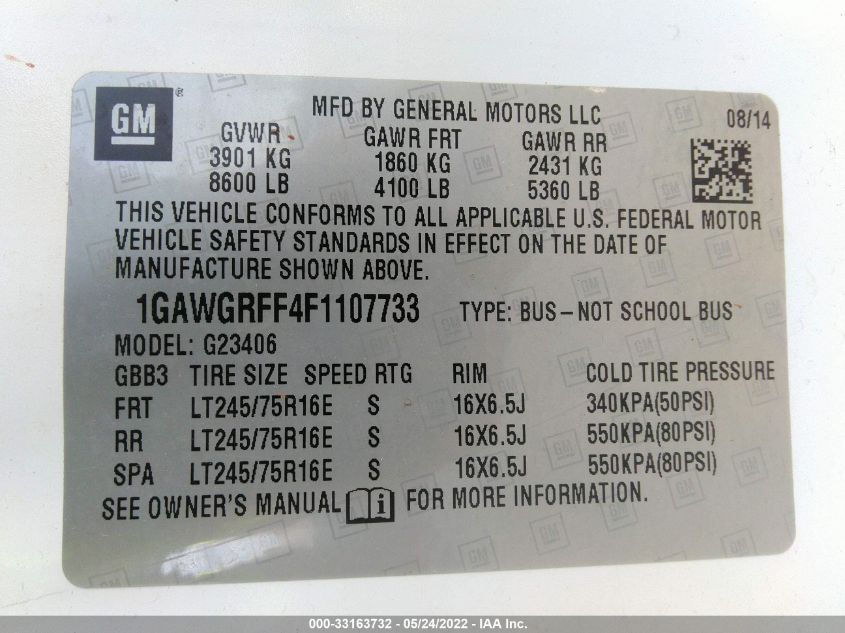 GM ® MFD BY GENERAL MOTORS LLC 08/14
GVWR GAWR FRT GAWR RR
3901 KG 1860 KG 2431 KG
8600 LB 4100 LB 5360 LB
THIS VEHICLE CONFORMS TO ALL APPLICABLE U.S. FEDERAL MOTOR
VEHICLE SAFETY STANDARDS IN EFFECT ON THE DATE OF
MANUFACTURE SHOWN ABOVE.
1GAWGRFF4F1107733 TYPE: BUS–NOT SCHOOL BUS
MODEL: G23406
GBB3 TIRE SIZE SPEED RTG RIM COLD TIRE PRESSURE
FRT LT245/75R16E S 16X6.5J 340KPA(50PSI)
RR LT245/75R16E S 16X6.5J 550KPA(80PSI)
SPA LT245/75R16E S 16X6.5J 550KPA(80PSI)
SEE OWNER'S MANUAL i FOR MORE INFORMATION.
000-33163732 - 05/24/2022 - IAA Inc.